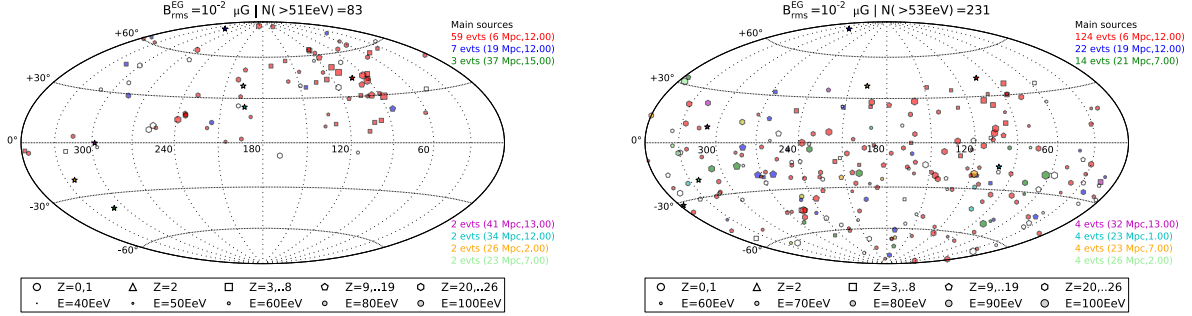 B^EG_rms =10^-2 μG | N( >51EeV) =83
Main sources
59 evts (6 Mpc,12.00)
7 evts (19 Mpc,12.00)
3 evts (37 Mpc,15.00)
+60°
+30°
0°
-30°
-60°
300 240 180 120 60
2 evts (41 Mpc,13.00)
2 evts (34 Mpc,12.00)
2 evts (26 Mpc,2.00)
2 evts (23 Mpc,7.00)
Z=0,1 Z=2 Z=3,..8 Z=9,..19 Z=20,..26
E=40EeV E=50EeV E=60EeV E=80EeV E=100EeV
B^EG_rms =10^-2 μG | N( >53EeV) =231
Main sources
124 evts (6 Mpc,12.00)
22 evts (19 Mpc,12.00)
14 evts (21 Mpc,7.00)
+60°
+30°
0°
-30°
-60°
300 240 180 120 60
4 evts (32 Mpc,13.00)
4 evts (23 Mpc,1.00)
4 evts (23 Mpc,7.00)
4 evts (26 Mpc,2.00)
Z=0,1 Z=2 Z=3,..8 Z=9,..19 Z=20,..26
E=60EeV E=70EeV E=80EeV E=90EeV E=100EeV